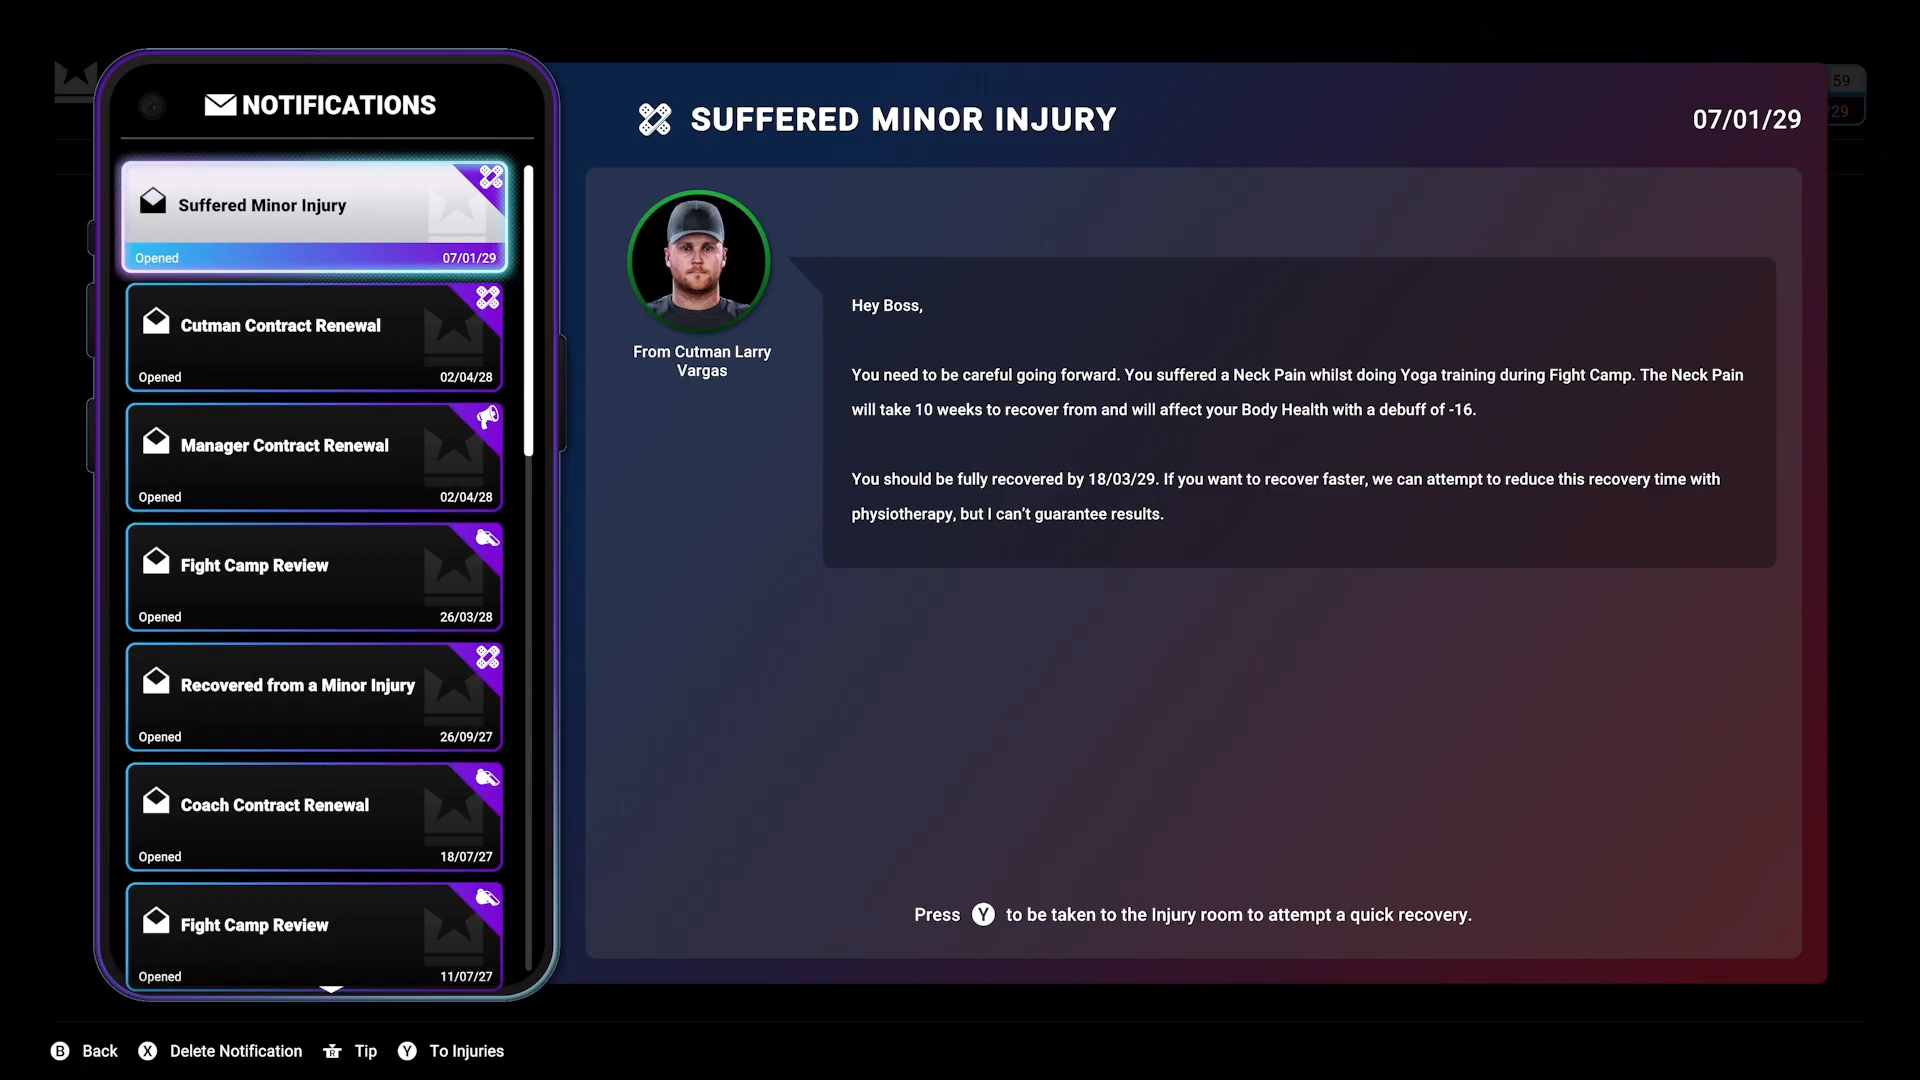 NOTIFICATIONS
Suffered Minor Injury
Opened 07/01/29
Cutman Contract Renewal
Opened 02/04/28
Manager Contract Renewal
Opened 02/04/28
Fight Camp Review
Opened 26/03/28
Recovered from a Minor Injury
Opened 26/09/27
Coach Contract Renewal
Opened 18/07/27
Fight Camp Review
Opened 11/07/27
SUFFERED MINOR INJURY
07/01/29
59
/29
From Cutman Larry
Vargas
Hey Boss,
You need to be careful going forward. You suffered a Neck Pain whilst doing Yoga training during Fight Camp. The Neck Pain
will take 10 weeks to recover from and will affect your Body Health with a debuff of -16.
You should be fully recovered by 18/03/29. If you want to recover faster, we can attempt to reduce this recovery time with
physiotherapy, but I can't guarantee results.
Press Y to be taken to the Injury room to attempt a quick recovery.
B Back X Delete Notification R Tip Y To Injuries